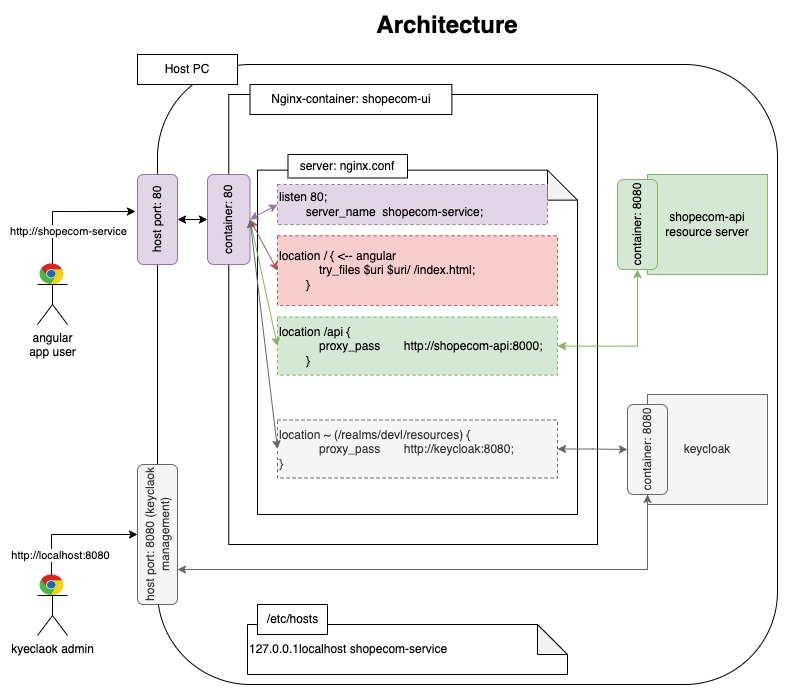 Architecture
Host PC
Nginx-container: shopecom-ui
server: nginx.conf
host port: 80
container: 80
listen 80;
server_name shopecom-service;
location / { <-- angular
try_files $uri $uri/ /index.html;
}
location /api {
proxy_pass http://shopecom-api:8000;
}
location ~ (/realms/devl/resources) {
proxy_pass http://keycloak:8080;
}
container: 8080
shopecom-api
resource server
container: 8080
keycloak
http://shopecom-service
angular
app user
host port: 8080 (keyclaok
management)
http://localhost:8080
kyeclaok admin
/etc/hosts
127.0.0.1localhost shopecom-service